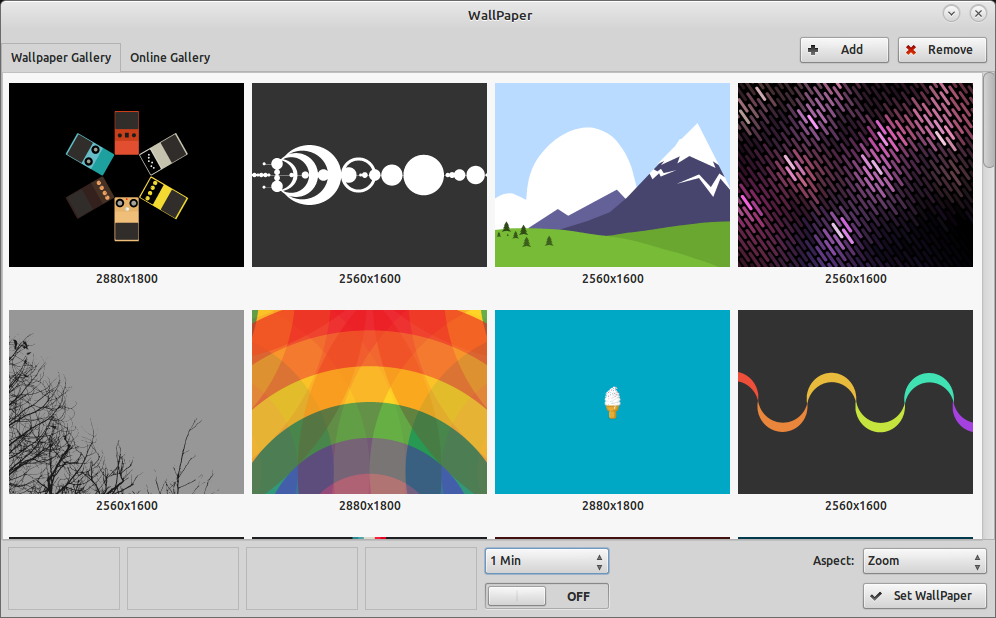 WallPaper
Wallpaper Gallery
Online Gallery
Add
Remove
2880x1800
2560x1600
2560x1600
2560x1600
2560x1600
2880x1800
2880x1800
2560x1600
1 Min
Aspect:
Zoom
OFF
Set WallPaper